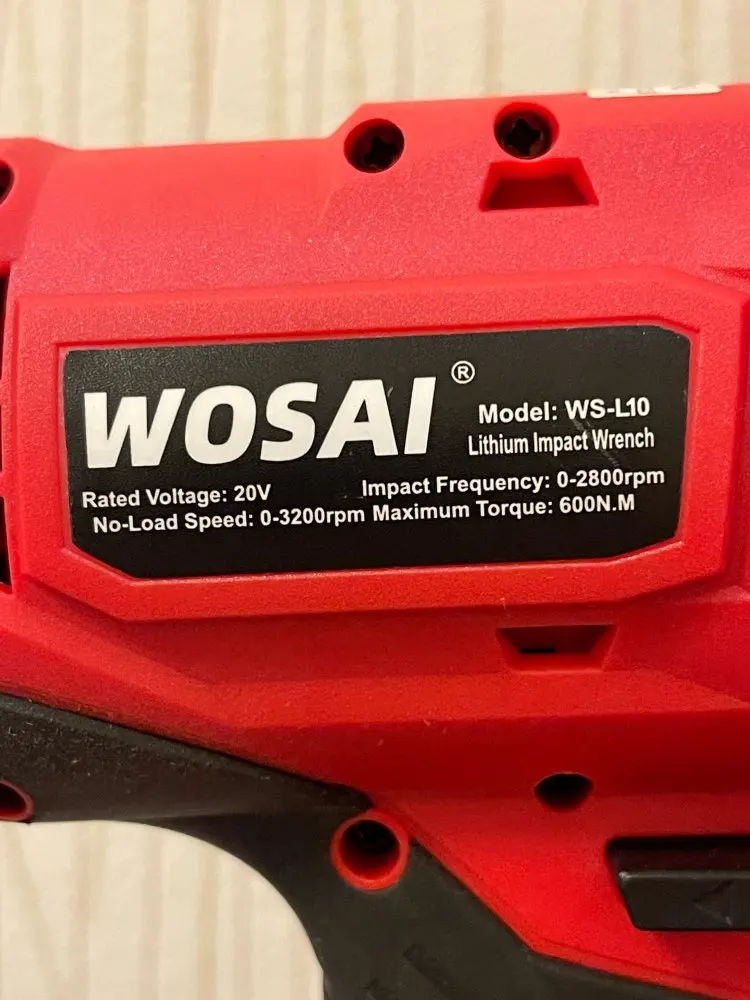 WOSAI®
Model: WS-L10
Lithium Impact Wrench
Rated Voltage: 20V Impact Frequency: 0-2800rpm
No-Load Speed: 0-3200rpm Maximum Torque: 600N.M